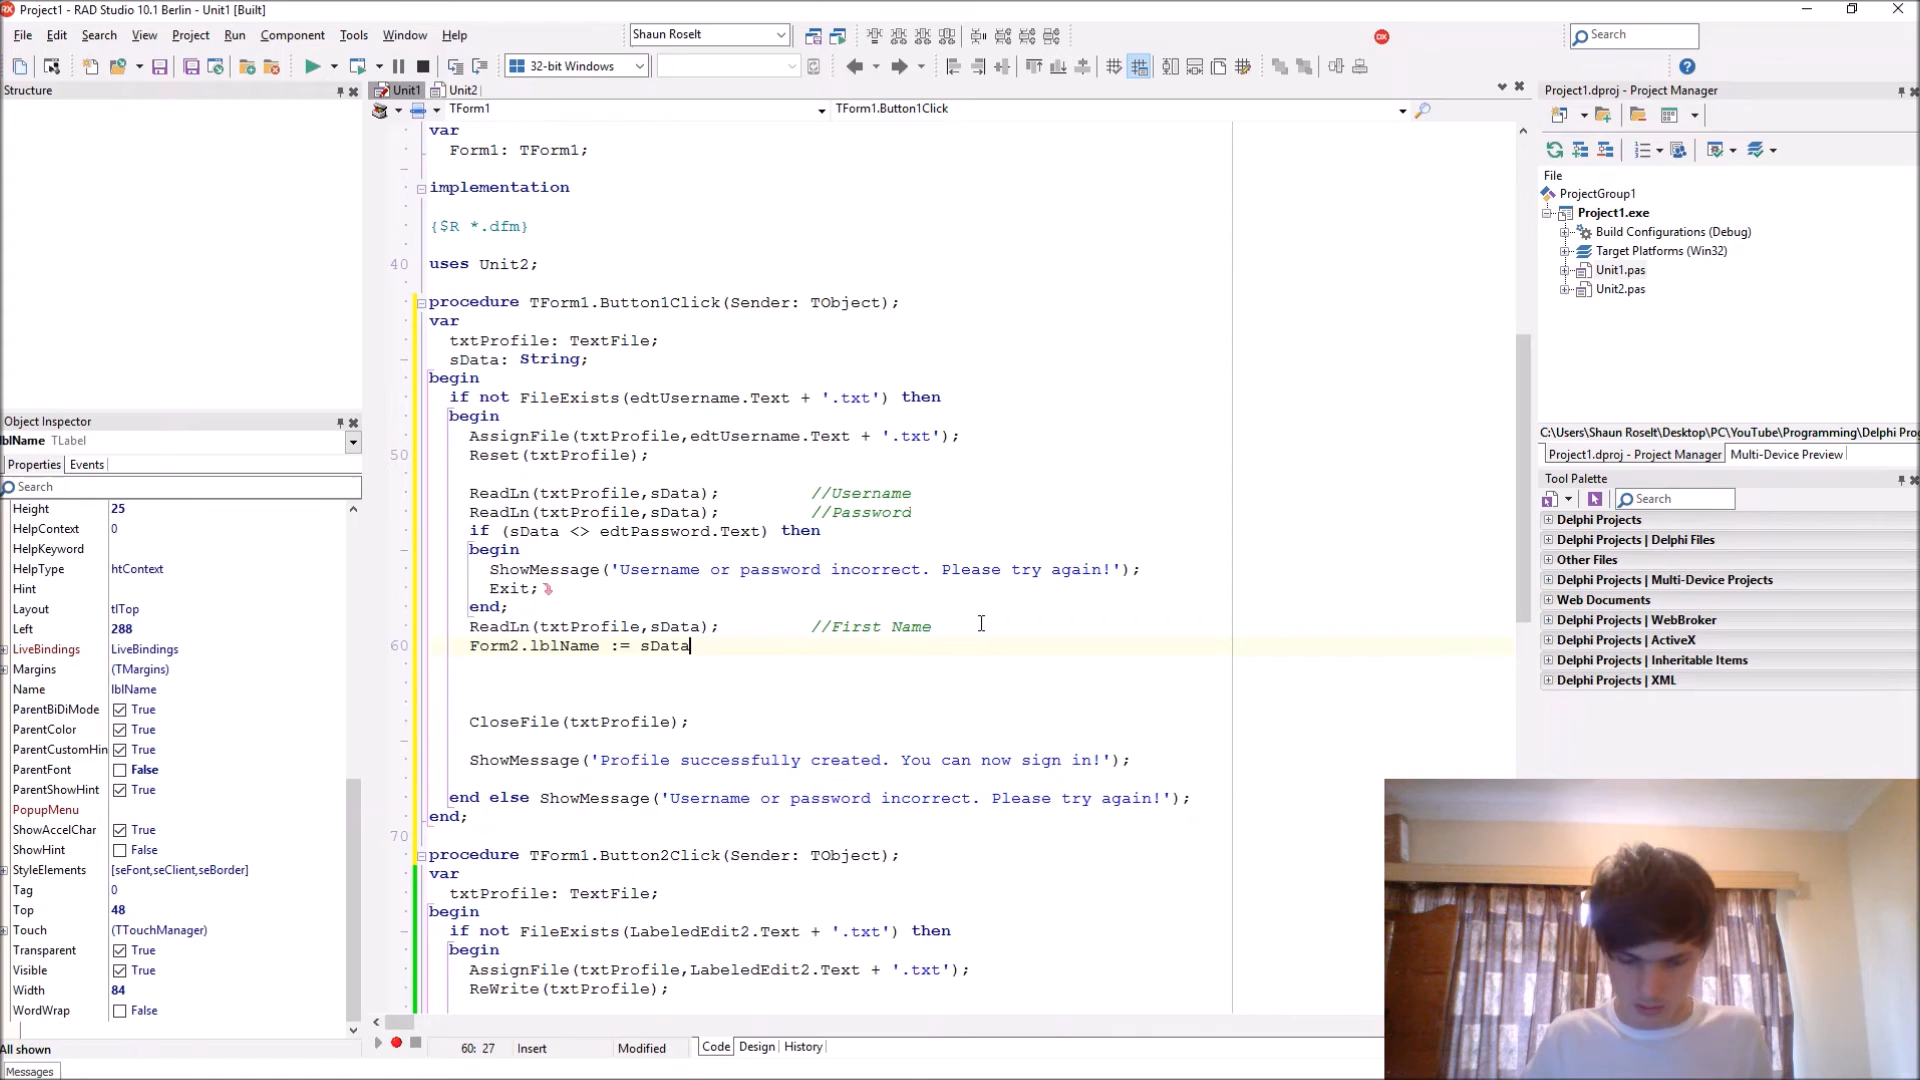 Project1 - RAD Studio 10.1 Berlin - Unit1 [Built]
File Edit Search View Project Run Component Tools Window Help
Shaun Roselt
Search
32-bit Windows
Structure
Unit1 Unit2
TForm1 TForm1.Button1Click
var
Form1: TForm1;
implementation
{$R *.dfm}
40 uses Unit2;
procedure TForm1.Button1Click(Sender: TObject);
var
txtProfile: TextFile;
sData: String;
begin
if not FileExists(edtUsername.Text + '.txt') then
begin
AssignFile(txtProfile,edtUsername.Text + '.txt');
50 Reset(txtProfile);
ReadLn(txtProfile,sData); //Username
ReadLn(txtProfile,sData); //Password
if (sData <> edtPassword.Text) then
begin
ShowMessage('Username or password incorrect. Please try again!');
Exit;
end;
ReadLn(txtProfile,sData); //First Name
60 Form2.lblName := sData
CloseFile(txtProfile);
ShowMessage('Profile successfully created. You can now sign in!');
end else ShowMessage('Username or password incorrect. Please try again!');
end;
70
procedure TForm1.Button2Click(Sender: TObject);
var
txtProfile: TextFile;
begin
if not FileExists(LabeledEdit2.Text + '.txt') then
begin
AssignFile(txtProfile,LabeledEdit2.Text + '.txt');
ReWrite(txtProfile);
60: 27 Insert Modified Code Design History
Object Inspector
lblName TLabel
Properties Events
Search
Height 25
HelpContext 0
HelpKeyword
HelpType htContext
Hint
Layout tlTop
Left 288
LiveBindings LiveBindings
Margins (TMargins)
Name lblName
ParentBiDiMode True
ParentColor True
ParentCustomHin True
ParentFont False
ParentShowHint True
PopupMenu
ShowAccelChar True
ShowHint False
StyleElements [seFont,seClient,seBorder]
Tag 0
Top 48
Touch (TTouchManager)
Transparent True
Visible True
Width 84
WordWrap False
All shown
Messages
Project1.dproj - Project Manager
File
ProjectGroup1
Project1.exe
Build Configurations (Debug)
Target Platforms (Win32)
Unit1.pas
Unit2.pas
C:\Users\Shaun Roselt\Desktop\PC\YouTube\Programming\Delphi Prog
Project1.dproj - Project Manager Multi-Device Preview
Tool Palette
Search
Delphi Projects
Delphi Projects | Delphi Files
Other Files
Delphi Projects | Multi-Device Projects
Web Documents
Delphi Projects | WebBroker
Delphi Projects | ActiveX
Delphi Projects | Inheritable Items
Delphi Projects | XML